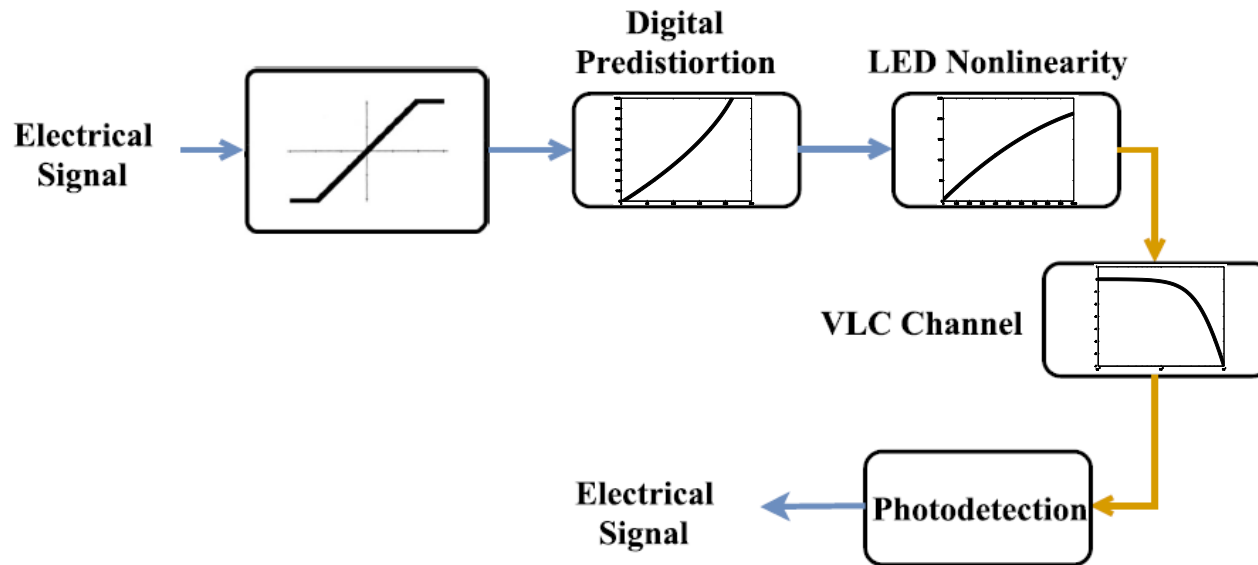 Digital
Predistiortion
LED Nonlinearity
Electrical
Signal
VLC Channel
Electrical
Signal
Photodetection